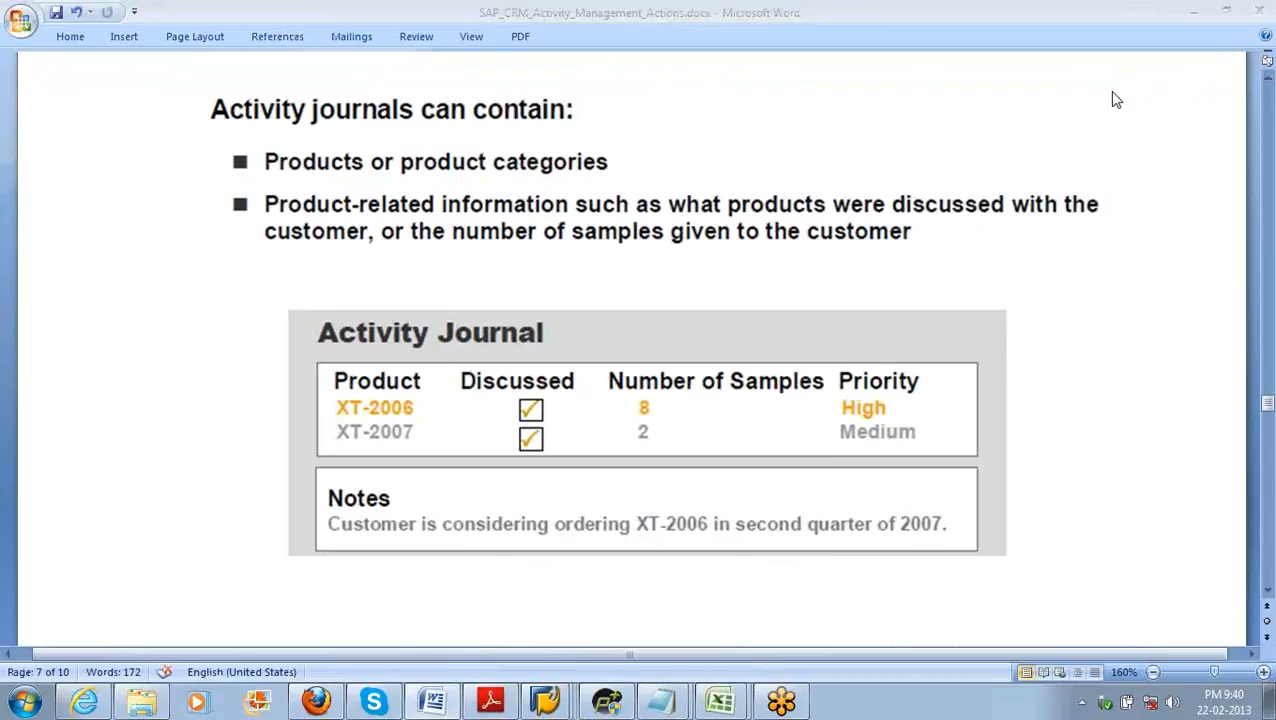 SAP_CRM_Activity_Management_Actions.docx - Microsoft Word
Home Insert Page Layout References Mailings Review View PDF
Activity journals can contain:
Products or product categories
Product-related information such as what products were discussed with the
customer, or the number of samples given to the customer
Activity Journal
Product Discussed Number of Samples Priority
XT-2006 8 High
XT-2007 2 Medium
Notes
Customer is considering ordering XT-2006 in second quarter of 2007.
Page: 7 of 10 Words: 172 English (United States) 160%
PM 9:40
22-02-2013